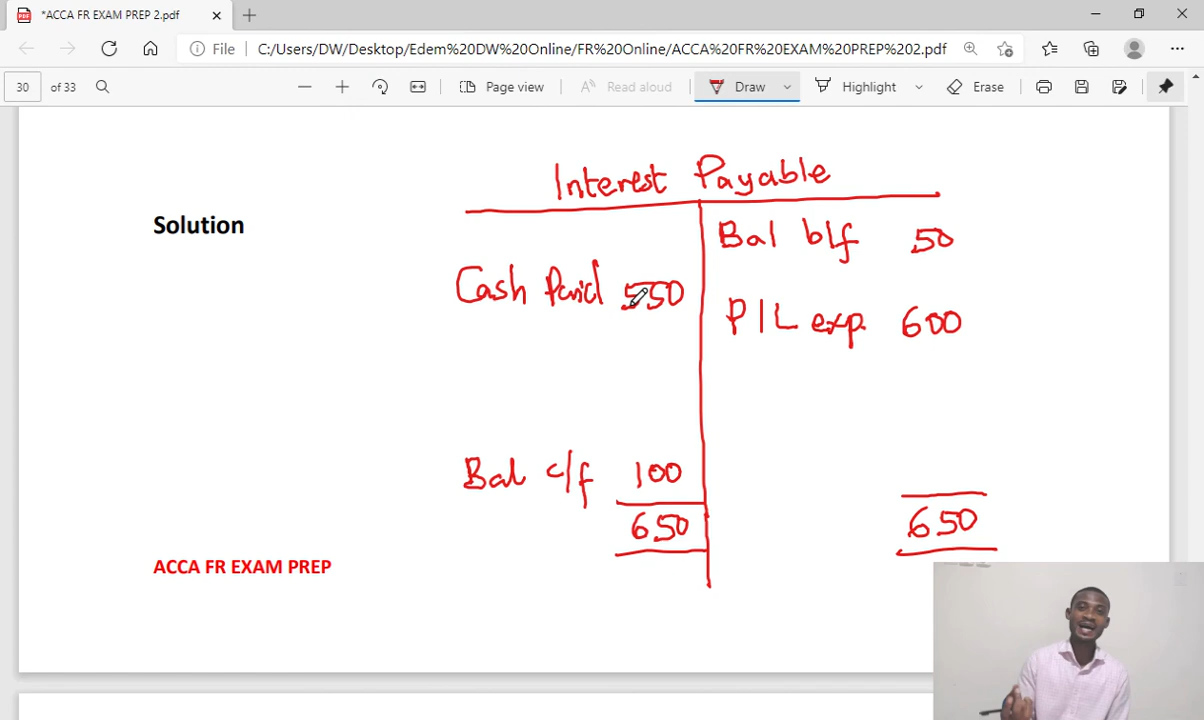 *ACCA FR EXAM PREP 2.pdf
File C:/Users/DW/Desktop/Edem%20DW%20Online/FR%20Online/ACCA%20FR%20EXAM%20PREP%202.pdf
30 of 33 Page view Read aloud Draw Highlight Erase
Interest Payable
Solution
Bal b/f 50
Cash Paid 550
P/L exp. 600
Bal c/f 100
650 650
ACCA FR EXAM PREP